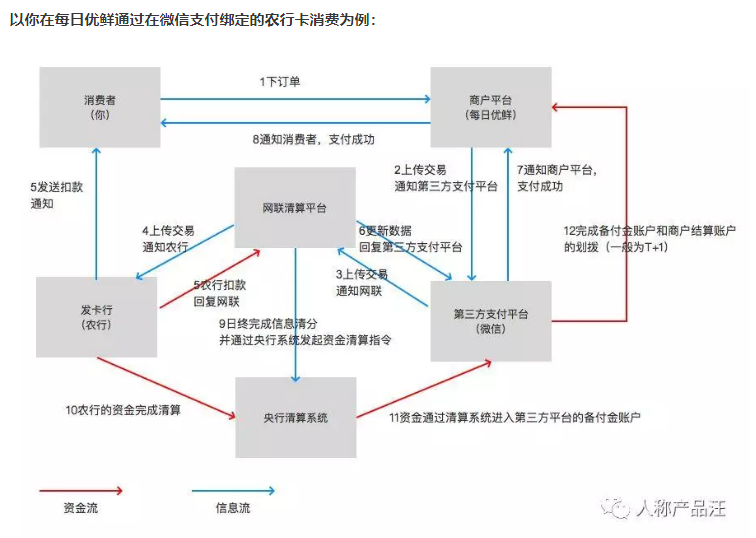 以你在每日优鲜通过在微信支付绑定的农行卡消费为例：
消费者
（你）
1下订单
商户平台
（每日优鲜）
8通知消费者，支付成功
2上传交易
通知第三方支付平台
7通知商户平台，
支付成功
5发送扣款
通知
网联清算平台
4上传交易
通知农行
6更新数据
回复第三方支付平台
12完成备付金账户和商户结算账户
的划拨（一般为T+1）
3上传交易
通知网联
5农行扣款
回复网联
发卡行
（农行）
第三方支付平台
（微信）
9日终完成信息清分
并通过央行系统发起资金清算指令
10农行的资金完成清算
央行清算系统
11资金通过清算系统进入第三方平台的备付金账户
资金流
信息流
人称产品汪